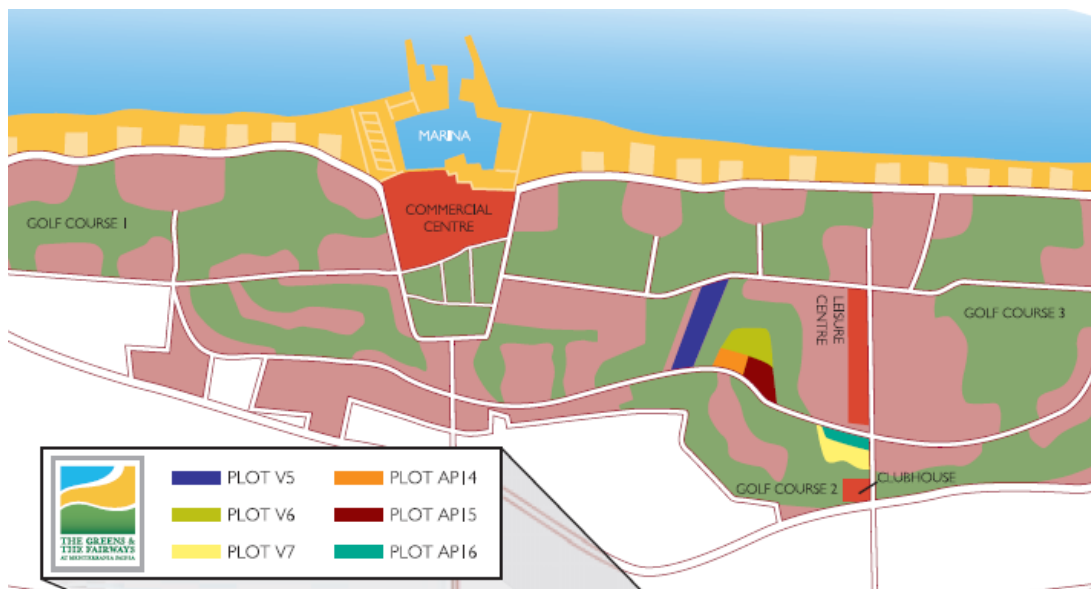 MARINA
COMMERCIAL
CENTRE
GOLF COURSE 1
LEISURE
CENTRE
GOLF COURSE 3
GOLF COURSE 2
CLUBHOUSE
THE GREENS &
THE FAIRWAYS
PLOT V5
PLOT V6
PLOT V7
PLOT AP14
PLOT AP15
PLOT AP16